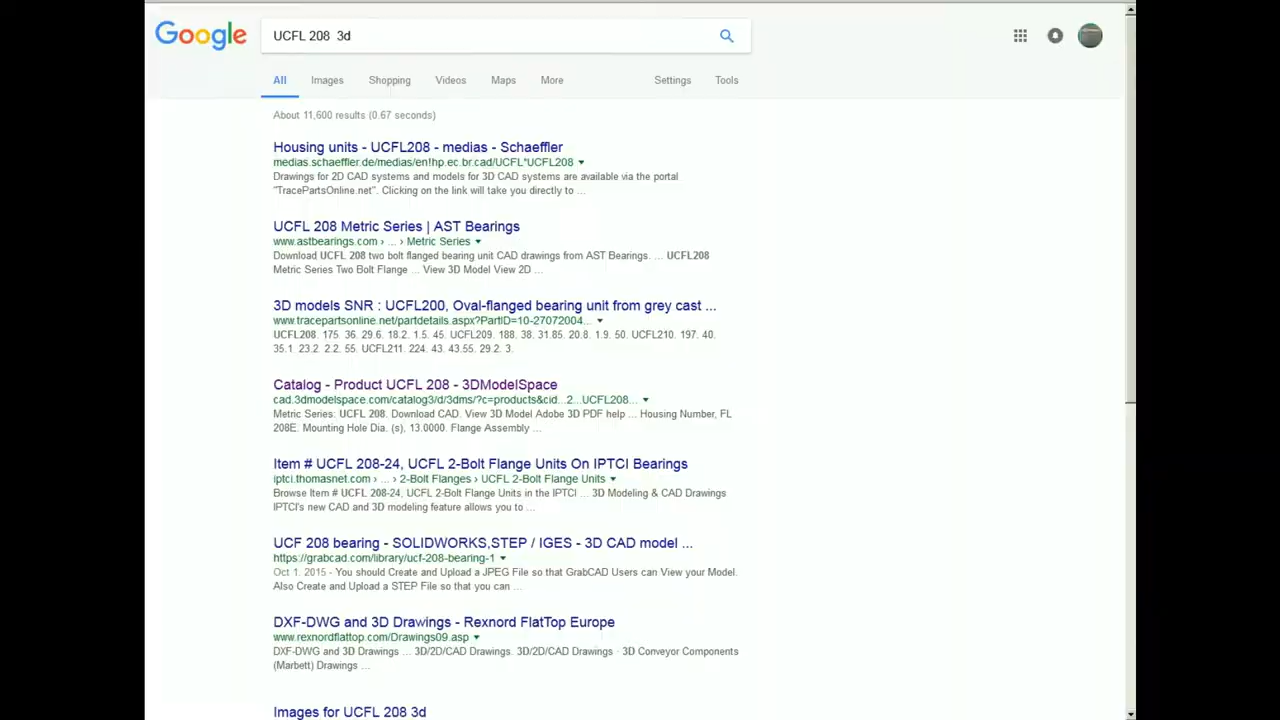 Google
UCFL 208  3d
All Images Shopping Videos Maps More Settings Tools
About 11,600 results (0.67 seconds)
Housing units - UCFL208 - medias - Schaeffler
medias.schaeffler.de/medias/en!hp.ec.br.cad/UCFL*UCFL208
Drawings for 2D CAD systems and models for 3D CAD systems are available via the portal
"TracePartsOnline.net". Clicking on the link will take you directly to ...
UCFL 208 Metric Series | AST Bearings
www.astbearings.com › ... › Metric Series
Download UCFL 208 two bolt flanged bearing unit CAD drawings from AST Bearings. ... UCFL208
Metric Series Two Bolt Flange ... View 3D Model View 2D ...
3D models SNR : UCFL200, Oval-flanged bearing unit from grey cast ...
www.tracepartsonline.net/partdetails.aspx?PartID=10-27072004...
UCFL208. 175. 36. 29.6. 18.2. 1.5. 45. UCFL209. 188. 38. 31.85. 20.8. 1.9. 50. UCFL210. 197. 40.
35.1. 23.2. 2.2. 55. UCFL211. 224. 43. 43.55. 29.2. 3.
Catalog - Product UCFL 208 - 3DModelSpace
cad.3dmodelspace.com/catalog3/d/3dms/?c=products&cid...2...UCFL208...
Metric Series: UCFL 208. Download CAD. View 3D Model Adobe 3D PDF help ... Housing Number, FL
208E. Mounting Hole Dia. (s), 13.0000. Flange Assembly ...
Item # UCFL 208-24, UCFL 2-Bolt Flange Units On IPTCI Bearings
iptci.thomasnet.com › ... › 2-Bolt Flanges › UCFL 2-Bolt Flange Units
Browse Item # UCFL 208-24, UCFL 2-Bolt Flange Units in the IPTCI ... 3D Modeling & CAD Drawings
IPTCI's new CAD and 3D modeling feature allows you to ...
UCF 208 bearing - SOLIDWORKS,STEP / IGES - 3D CAD model ...
https://grabcad.com/library/ucf-208-bearing-1
Oct 1, 2015 - You should Create and Upload a JPEG File so that GrabCAD Users can View your Model.
Also Create and Upload a STEP File so that you can ...
DXF-DWG and 3D Drawings - Rexnord FlatTop Europe
www.rexnordflattop.com/Drawings09.asp
DXF-DWG and 3D Drawings ... 3D/2D/CAD Drawings. 3D/2D/CAD Drawings · 3D Conveyor Components
(Marbett) Drawings ...
Images for UCFL 208 3d